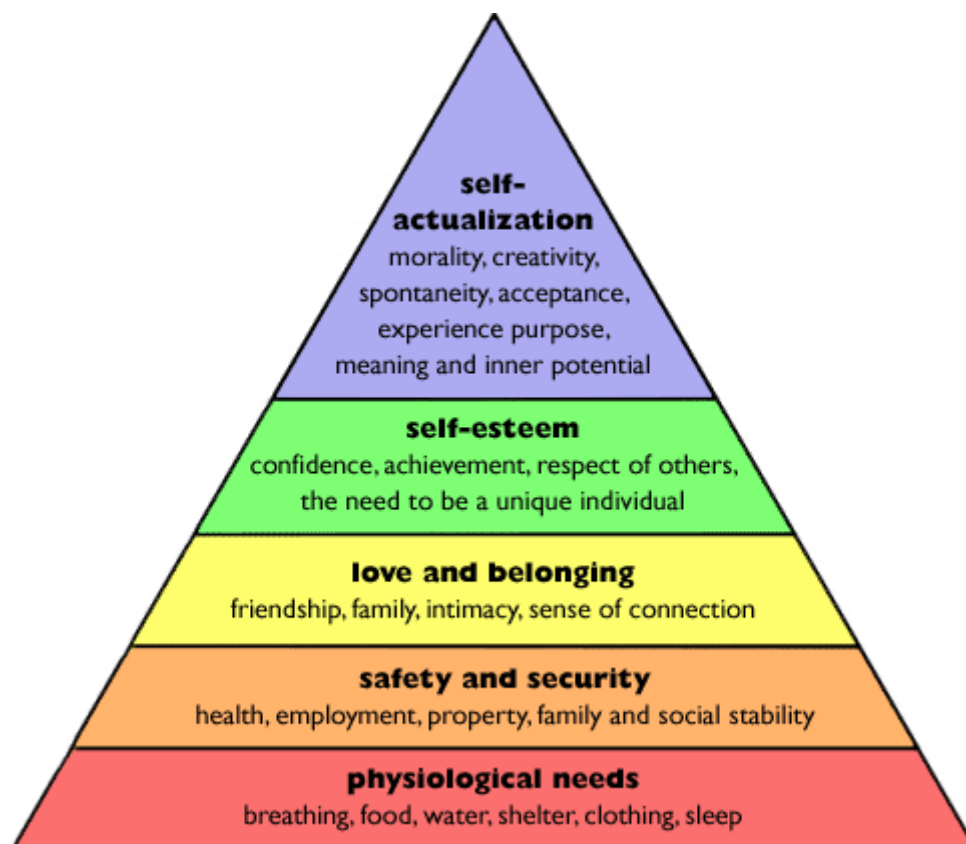 self-
actualization
morality, creativity,
spontaneity, acceptance,
experience purpose,
meaning and inner potential
self-esteem
confidence, achievement, respect of others,
the need to be a unique individual
love and belonging
friendship, family, intimacy, sense of connection
safety and security
health, employment, property, family and social stability
physiological needs
breathing, food, water, shelter, clothing, sleep